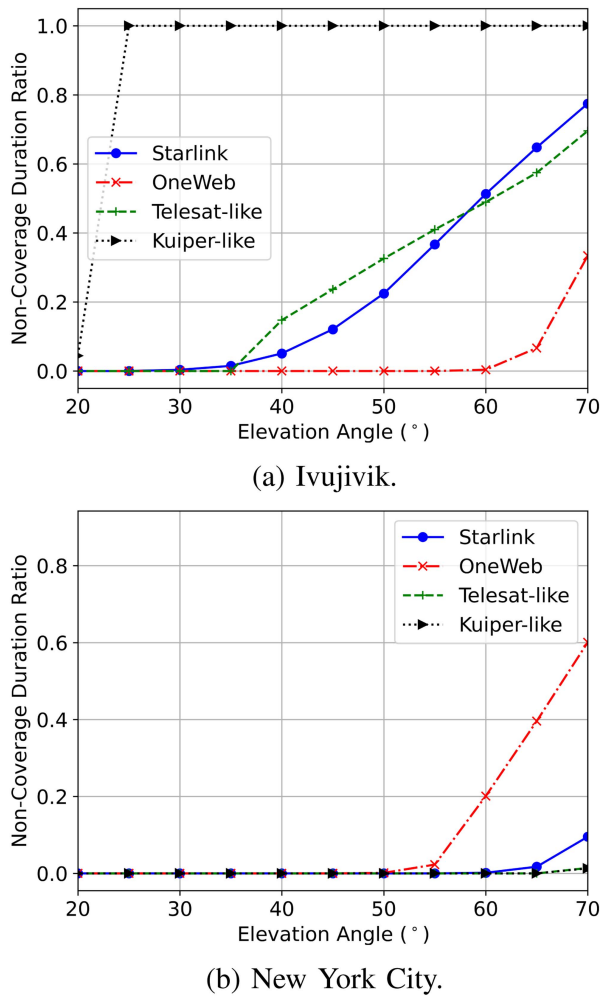 1.0
0.8
0.6
0.4
0.2
0.0
Non-Coverage Duration Ratio
Starlink
OneWeb
Telesat-like
Kuiper-like
20 30 40 50 60 70
Elevation Angle (°)
(a) Ivujivik.
0.8
0.6
0.4
0.2
0.0
Non-Coverage Duration Ratio
Starlink
OneWeb
Telesat-like
Kuiper-like
20 30 40 50 60 70
Elevation Angle (°)
(b) New York City.